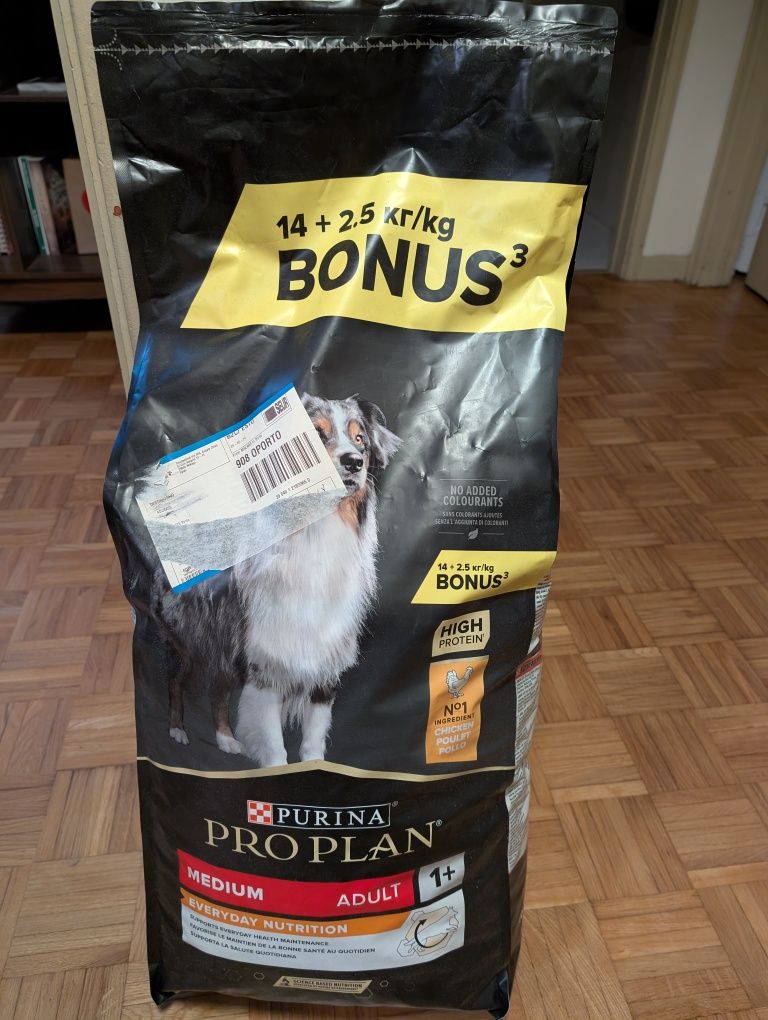 14 + 2.5 кг/kg
BONUS³
SEUR
908 OPORTO
NO ADDED
COLOURANTS
SANS COLORANTS AJOUTÉS
SENZA L'AGGIUNTA DI COLORANTI
14 + 2.5 кг/kg
BONUS³
HIGH
PROTEIN
Nº1
INGREDIENT
CHICKEN
POULET
POLLO
PURINA®
PRO PLAN®
MEDIUM ADULT 1+
EVERYDAY NUTRITION
SUPPORTS EVERYDAY HEALTH MAINTENANCE
FAVORISE LE MAINTIEN DE LA BONNE SANTÉ AU QUOTIDIEN
SUPPORTA LA SALUTE QUOTIDIANA
SCIENCE BASED NUTRITION